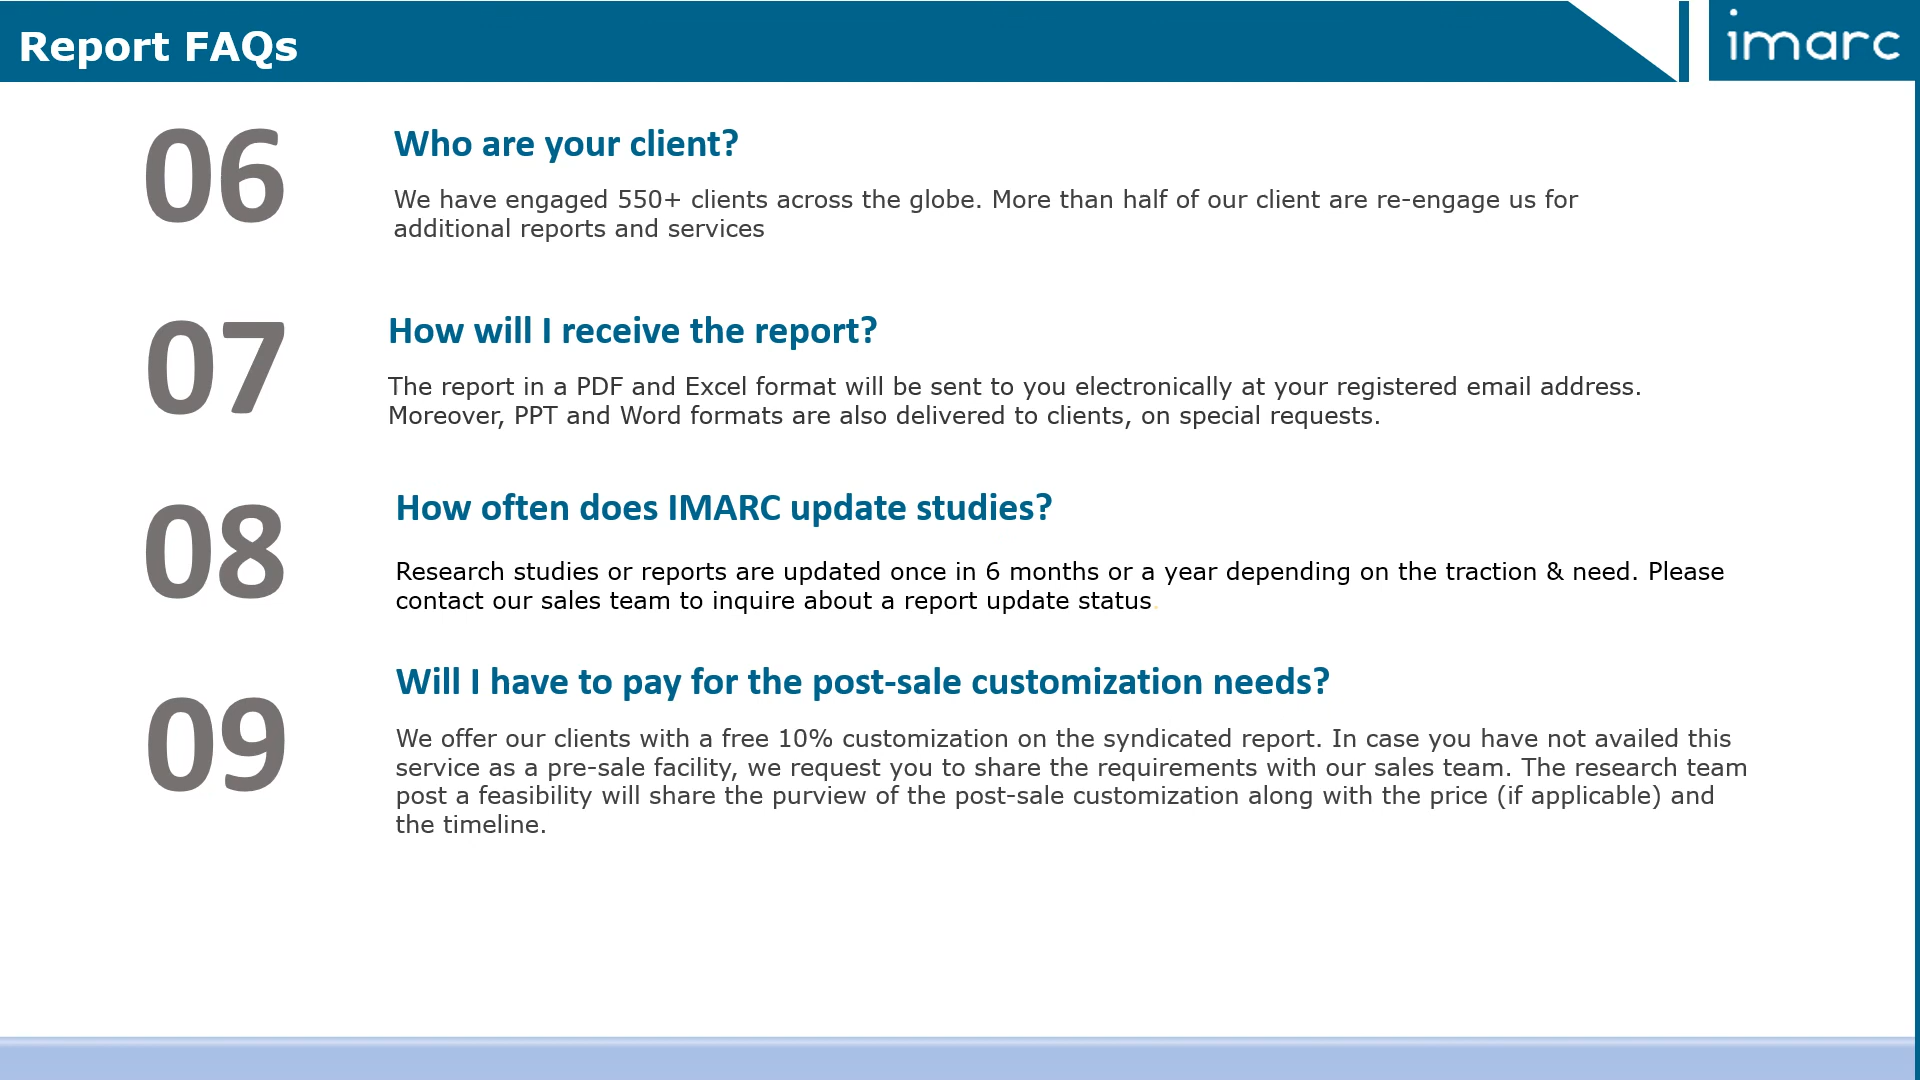 Report FAQs
imarc
06
Who are your client?
We have engaged 550+ clients across the globe. More than half of our client are re-engage us for
additional reports and services
07
How will I receive the report?
The report in a PDF and Excel format will be sent to you electronically at your registered email address.
Moreover, PPT and Word formats are also delivered to clients, on special requests.
08
How often does IMARC update studies?
Research studies or reports are updated once in 6 months or a year depending on the traction & need. Please
contact our sales team to inquire about a report update status.
09
Will I have to pay for the post-sale customization needs?
We offer our clients with a free 10% customization on the syndicated report. In case you have not availed this
service as a pre-sale facility, we request you to share the requirements with our sales team. The research team
post a feasibility will share the purview of the post-sale customization along with the price (if applicable) and
the timeline.